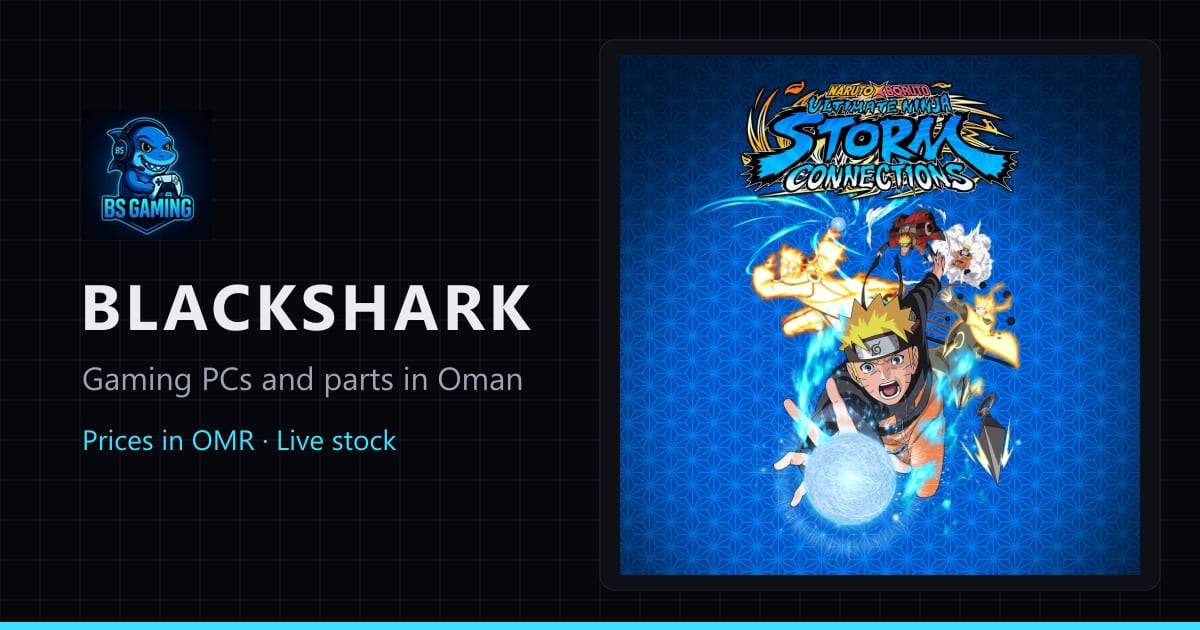 BS
BS GAMING
BLACKSHARK
Gaming PCs and parts in Oman
Prices in OMR · Live stock
NARUTO X BORUTO
ULTIMATE NINJA
STORM
CONNECTIONS